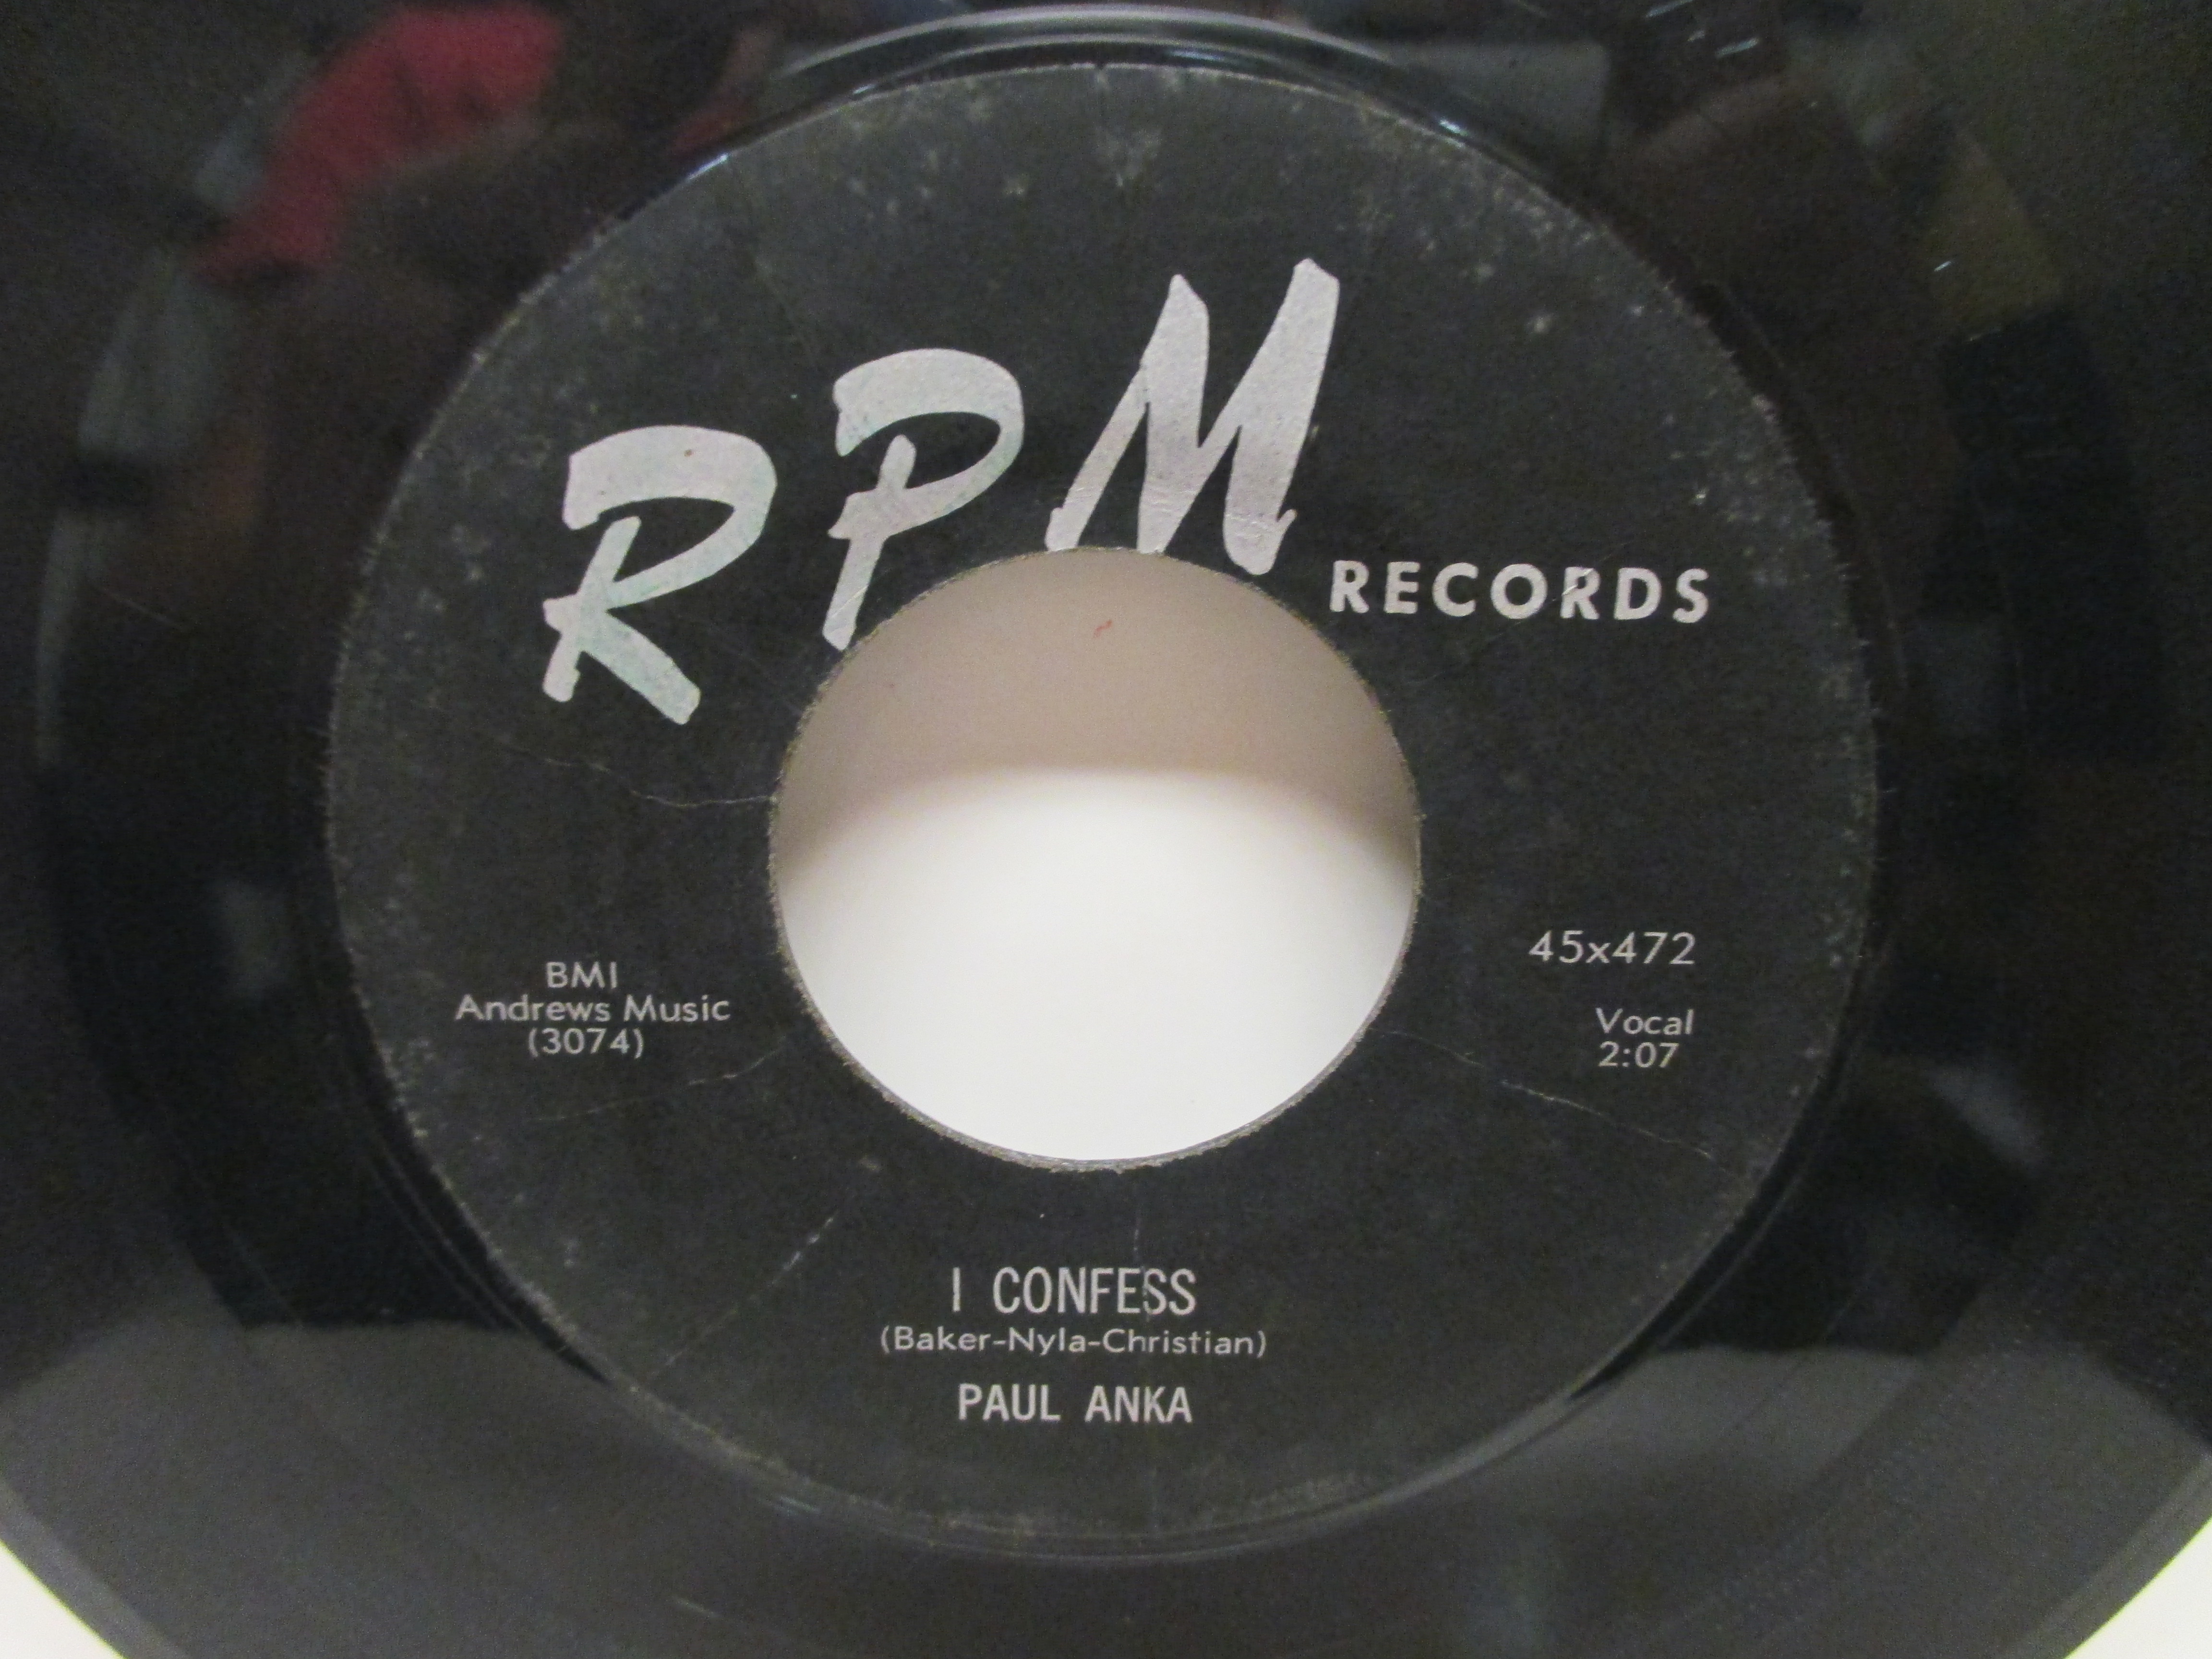 RPM RECORDS
BMI
Andrews Music
(3074)
45x472
Vocal
2:07
I CONFESS
(Baker-Nyla-Christian)
PAUL ANKA